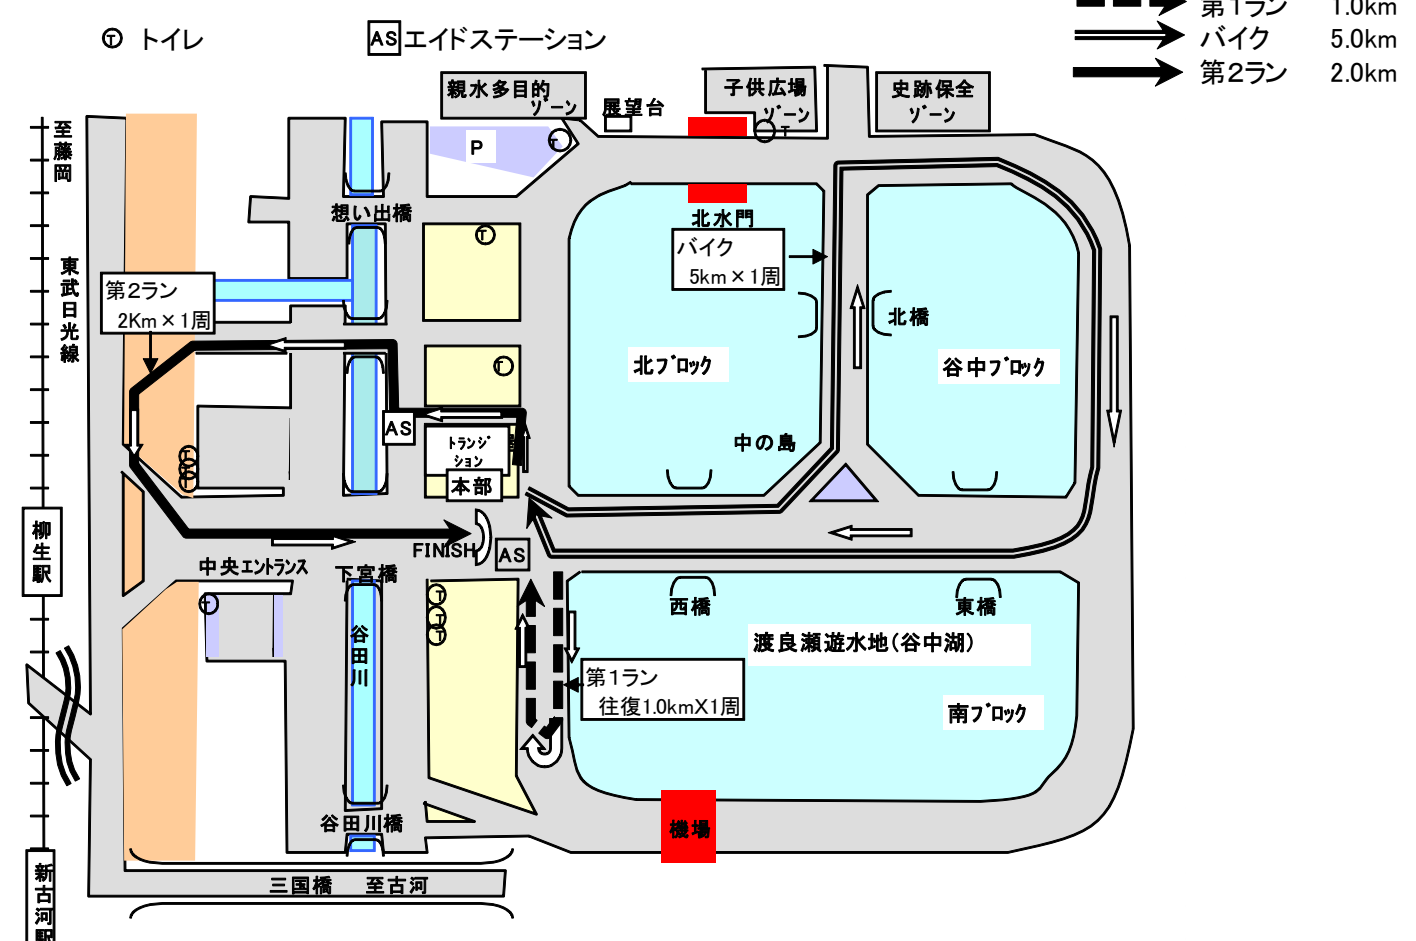 第1ラン 1.0km
バイク 5.0km
第2ラン 2.0km
Ⓣ トイレ
AS エイドステーション
親水多目的
ゾーン
展望台
子供広場
ゾーン
T
史跡保全
ゾーン
至藤岡
P
T
想い出橋
T
北水門
バイク
5km×1周
東武日光線
第2ラン
2Km×1周
北橋
北ブロック
谷中ブロック
T
AS
トランジ
ション
本部
中の島
T
T
T
柳生駅
FINISH
AS
中央エントランス
下宮橋
T
T
T
T
西橋
東橋
谷田川
渡良瀬遊水地(谷中湖)
第1ラン
往復1.0kmX1周
南ブロック
谷田川橋
機場
新古河駅
三国橋 至古河